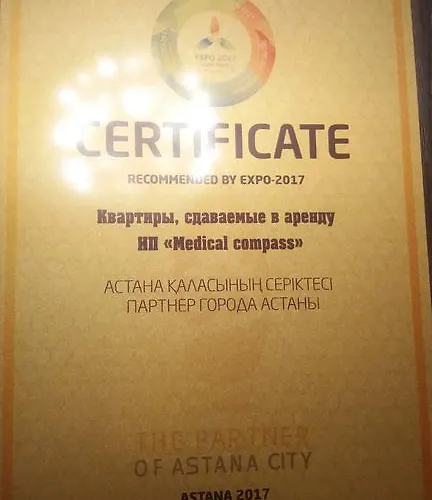 EXPO 2017
CERTIFICATE
RECOMMENDED BY EXPO-2017
Квартиры, сдаваемые в аренду
ИП «Medical compass»
АСТАНА ҚАЛАСЫНЫҢ СЕРІКТЕСІ
ПАРТНЕР ГОРОДА АСТАНЫ
THE PARTNER
OF ASTANA CITY
ASTANA 2017